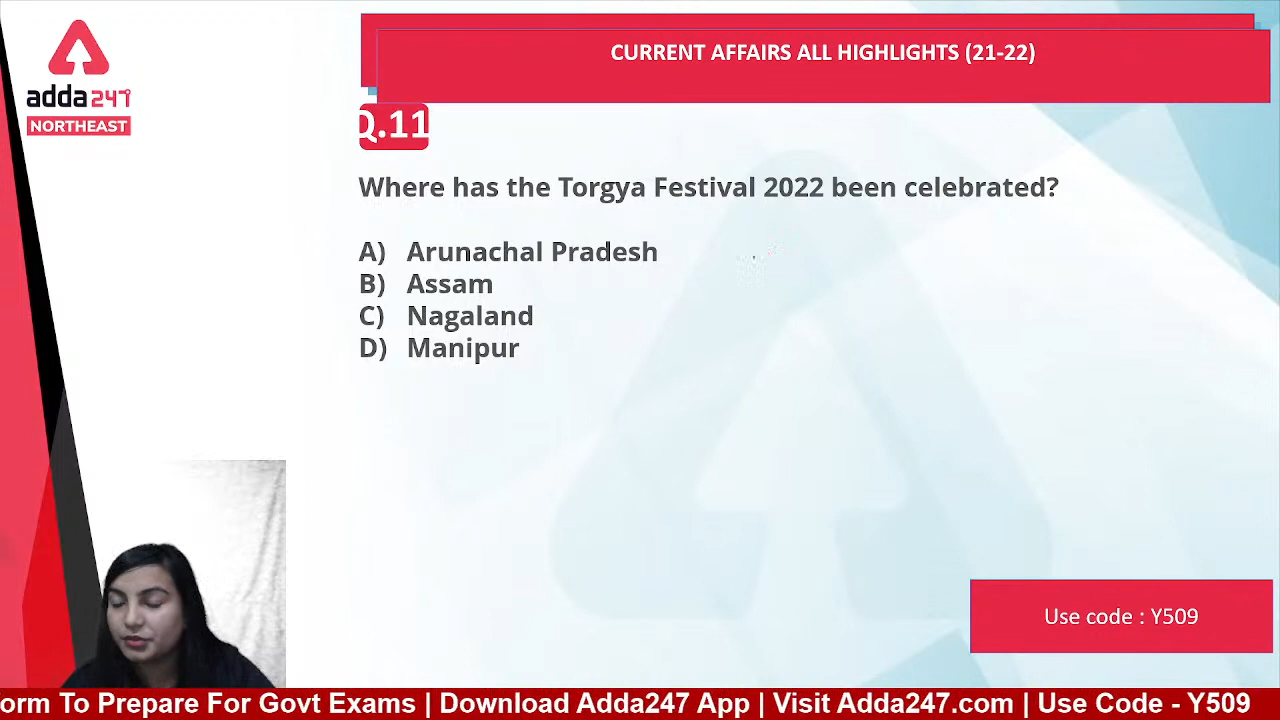 adda247
NORTHEAST
CURRENT AFFAIRS ALL HIGHLIGHTS (21-22)
Q.11
Where has the Torgya Festival 2022 been celebrated?
A) Arunachal Pradesh
B) Assam
C) Nagaland
D) Manipur
Use code : Y509
orm To Prepare For Govt Exams | Download Adda247 App | Visit Adda247.com | Use Code - Y509